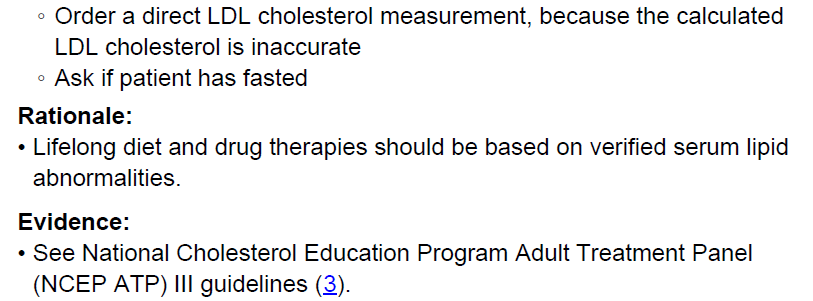 ◦ Order a direct LDL cholesterol measurement, because the calculated
LDL cholesterol is inaccurate
◦ Ask if patient has fasted
Rationale:
• Lifelong diet and drug therapies should be based on verified serum lipid
abnormalities.
Evidence:
• See National Cholesterol Education Program Adult Treatment Panel
(NCEP ATP) III guidelines (3).